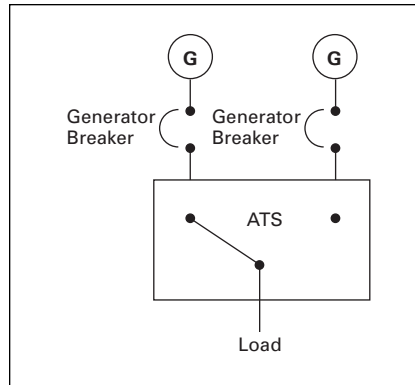 G
G
Generator
Breaker
Generator
Breaker
ATS
Load